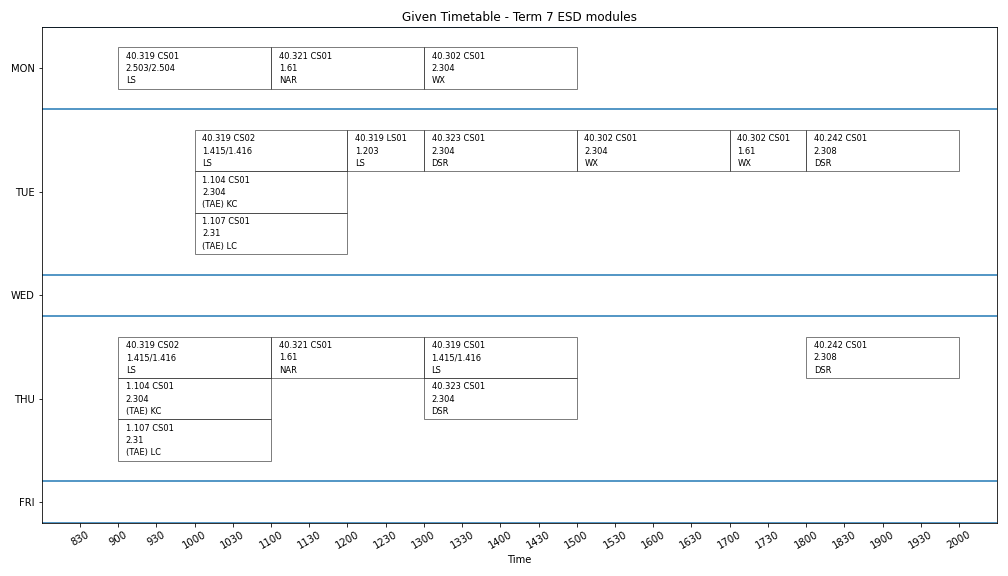 Given Timetable - Term 7 ESD modules
MON
40.319 CS01
2.503/2.504
LS
40.321 CS01
1.61
NAR
40.302 CS01
2.304
WX
TUE
40.319 CS02
1.415/1.416
LS
40.319 LS01
1.203
LS
40.323 CS01
2.304
DSR
40.302 CS01
2.304
WX
40.302 CS01
1.61
WX
40.242 CS01
2.308
DSR
1.104 CS01
2.304
(TAE) KC
1.107 CS01
2.31
(TAE) LC
WED
THU
40.319 CS02
1.415/1.416
LS
40.321 CS01
1.61
NAR
40.319 CS01
1.415/1.416
LS
40.242 CS01
2.308
DSR
1.104 CS01
2.304
(TAE) KC
40.323 CS01
2.304
DSR
1.107 CS01
2.31
(TAE) LC
FRI
830 900 930 1000 1030 1100 1130 1200 1230 1300 1330 1400 1430 1500 1600 1630 1700 1730 1800 1830 1900 1930 2000
Time